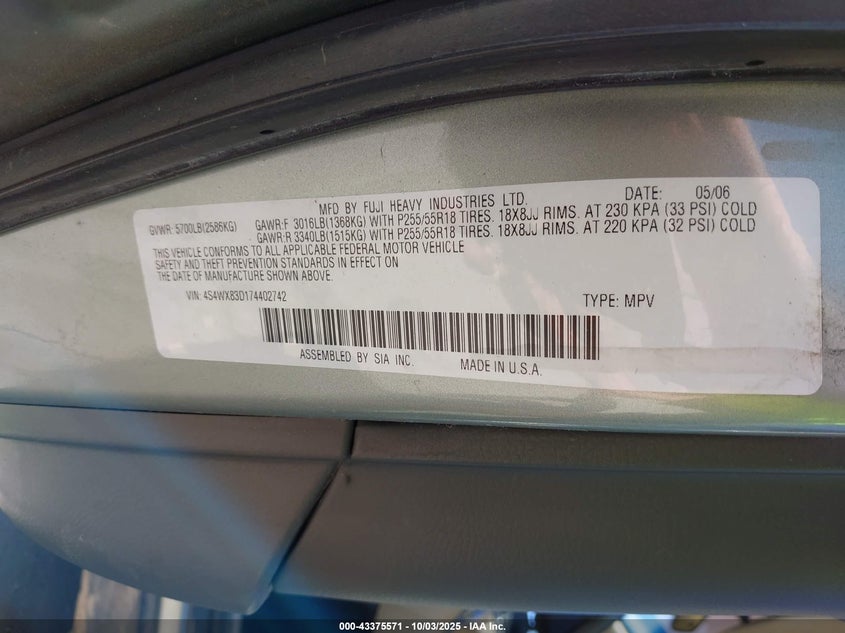 MFD BY FUJI HEAVY INDUSTRIES LTD. DATE: 05/06
GVWR: 5700LB(2586KG) GAWR:F 3016LB(1368KG) WITH P255/55R18 TIRES. 18X8JJ RIMS. AT 230 KPA (33 PSI) COLD
GAWR:R 3340LB(1515KG) WITH P255/55R18 TIRES. 18X8JJ RIMS. AT 220 KPA (32 PSI) COLD
THIS VEHICLE CONFORMS TO ALL APPLICABLE FEDERAL MOTOR VEHICLE
SAFETY AND THEFT PREVENTION STANDARDS IN EFFECT ON
THE DATE OF MANUFACTURE SHOWN ABOVE.
VIN: 4S4WX83D174402742 TYPE: MPV
ASSEMBLED BY SIA INC. MADE IN U.S.A.
000-43375571 - 10/03/2025 - IAA Inc.